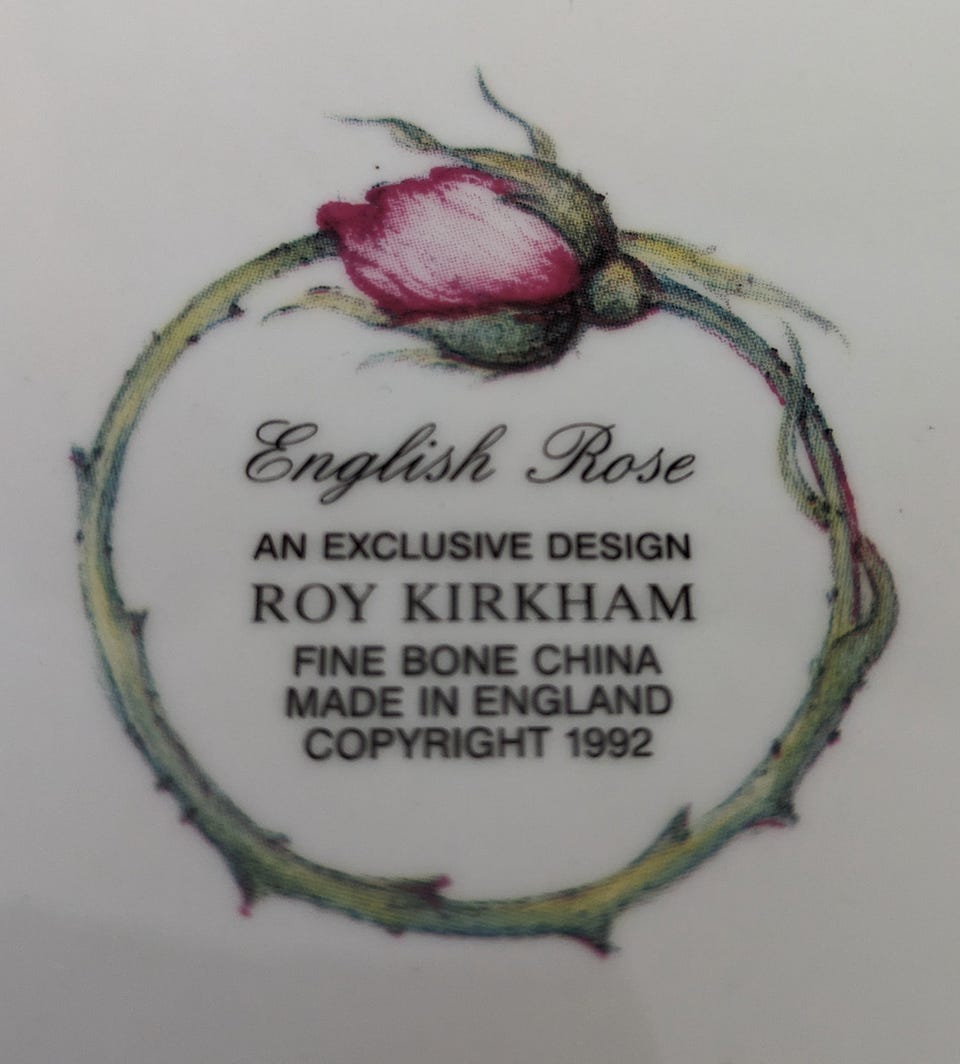 English Rose
AN EXCLUSIVE DESIGN
ROY KIRKHAM
FINE BONE CHINA
MADE IN ENGLAND
COPYRIGHT 1992